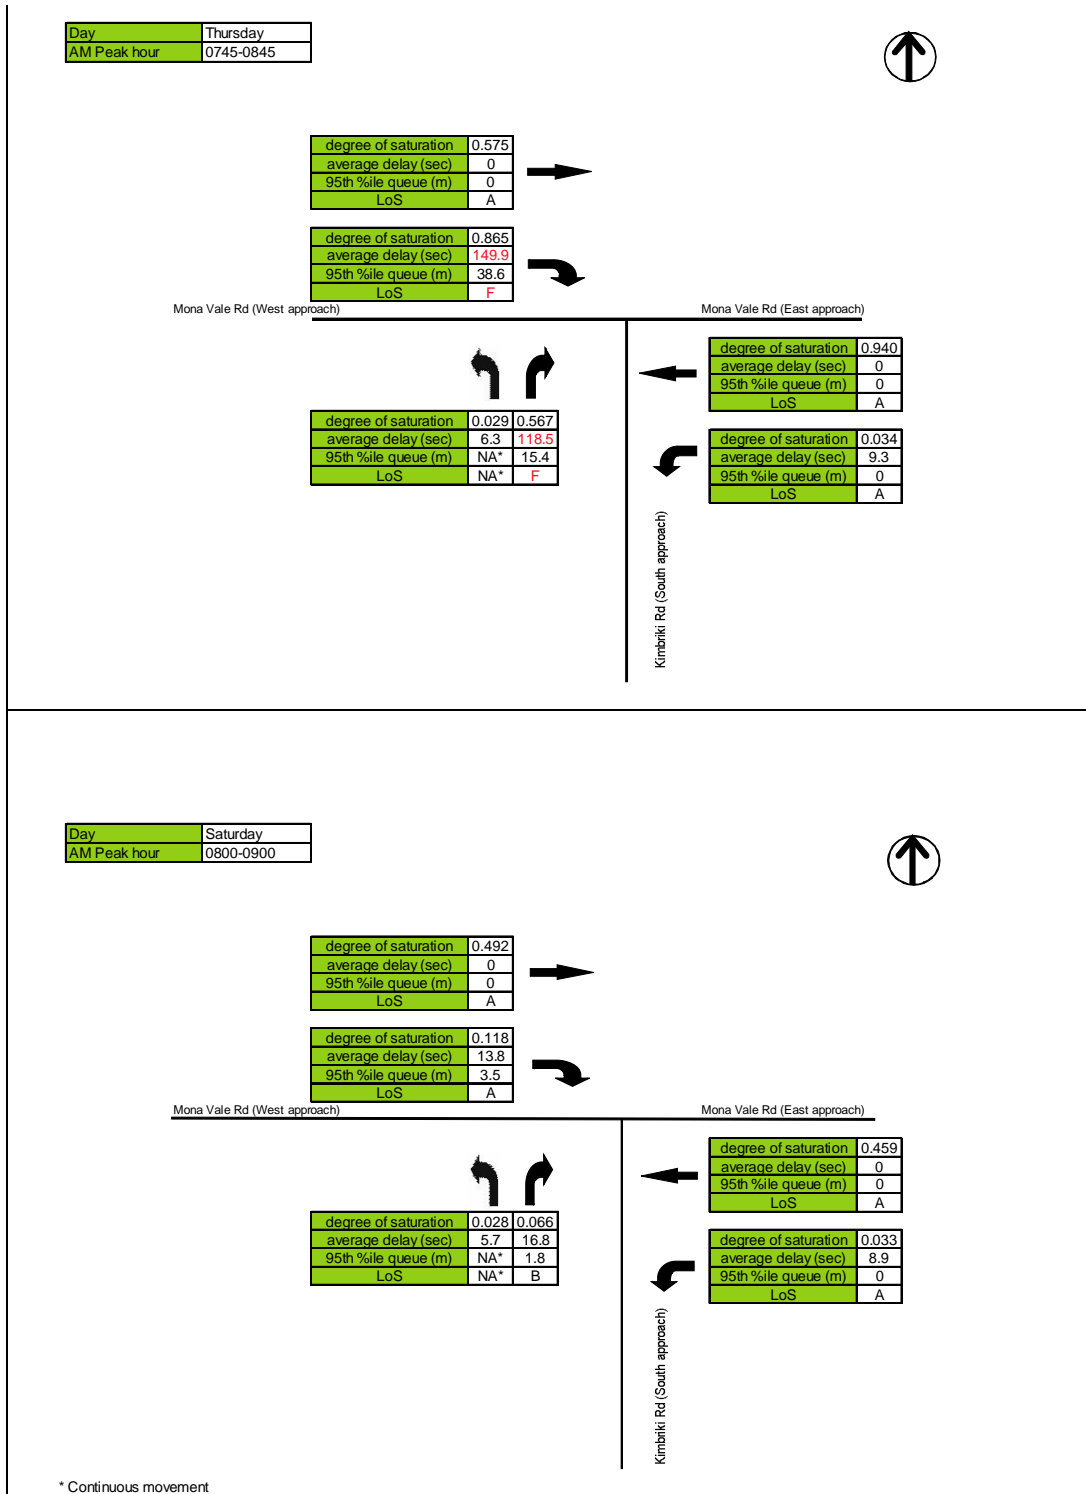 Day Thursday
AM Peak hour 0745-0845
degree of saturation 0.575
average delay (sec) 0
95th %ile queue (m) 0
LoS A
degree of saturation 0.865
average delay (sec) 149.9
95th %ile queue (m) 38.6
LoS F
Mona Vale Rd (West approach) Mona Vale Rd (East approach)
degree of saturation 0.940
average delay (sec) 0
95th %ile queue (m) 0
LoS A
degree of saturation 0.029 0.567
average delay (sec) 6.3 118.5
95th %ile queue (m) NA* 15.4
LoS NA* F
degree of saturation 0.034
average delay (sec) 9.3
95th %ile queue (m) 0
LoS A
Kimbriki Rd (South approach)
Day Saturday
AM Peak hour 0800-0900
degree of saturation 0.492
average delay (sec) 0
95th %ile queue (m) 0
LoS A
degree of saturation 0.118
average delay (sec) 13.8
95th %ile queue (m) 3.5
LoS A
Mona Vale Rd (West approach) Mona Vale Rd (East approach)
degree of saturation 0.459
average delay (sec) 0
95th %ile queue (m) 0
LoS A
degree of saturation 0.028 0.066
average delay (sec) 5.7 16.8
95th %ile queue (m) NA* 1.8
LoS NA* B
degree of saturation 0.033
average delay (sec) 8.9
95th %ile queue (m) 0
LoS A
Kimbriki Rd (South approach)
* Continuous movement